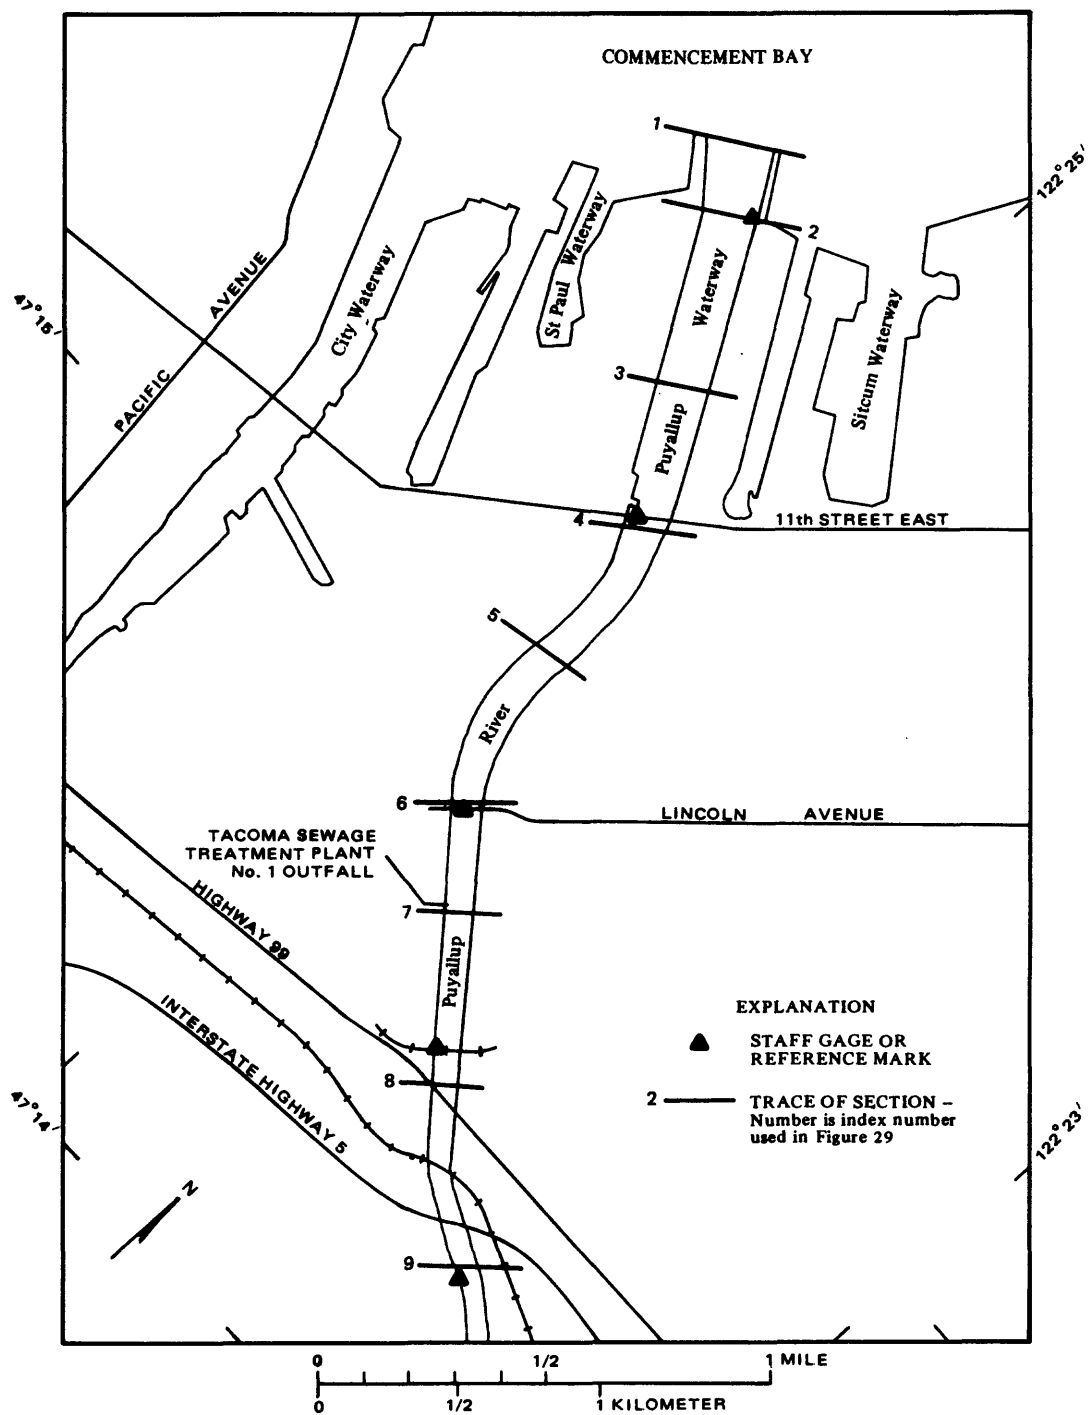 COMMENCEMENT BAY
1
122° 25'
2
St Paul Waterway
AVENUE
City Waterway
Waterway
47° 15'
Sitcum Waterway
3
PACIFIC
Puyallup
4
11th STREET EAST
5
River
6
LINCOLN AVENUE
TACOMA SEWAGE
TREATMENT PLANT
No. 1 OUTFALL
7
HIGHWAY 99
Puyallup
INTERSTATE HIGHWAY 5
EXPLANATION
STAFF GAGE OR
REFERENCE MARK
8
2
TRACE OF SECTION –
Number is index number
used in Figure 29
47° 14'
122° 23'
N
9
0 1/2 1 MILE
0 1/2 1 KILOMETER